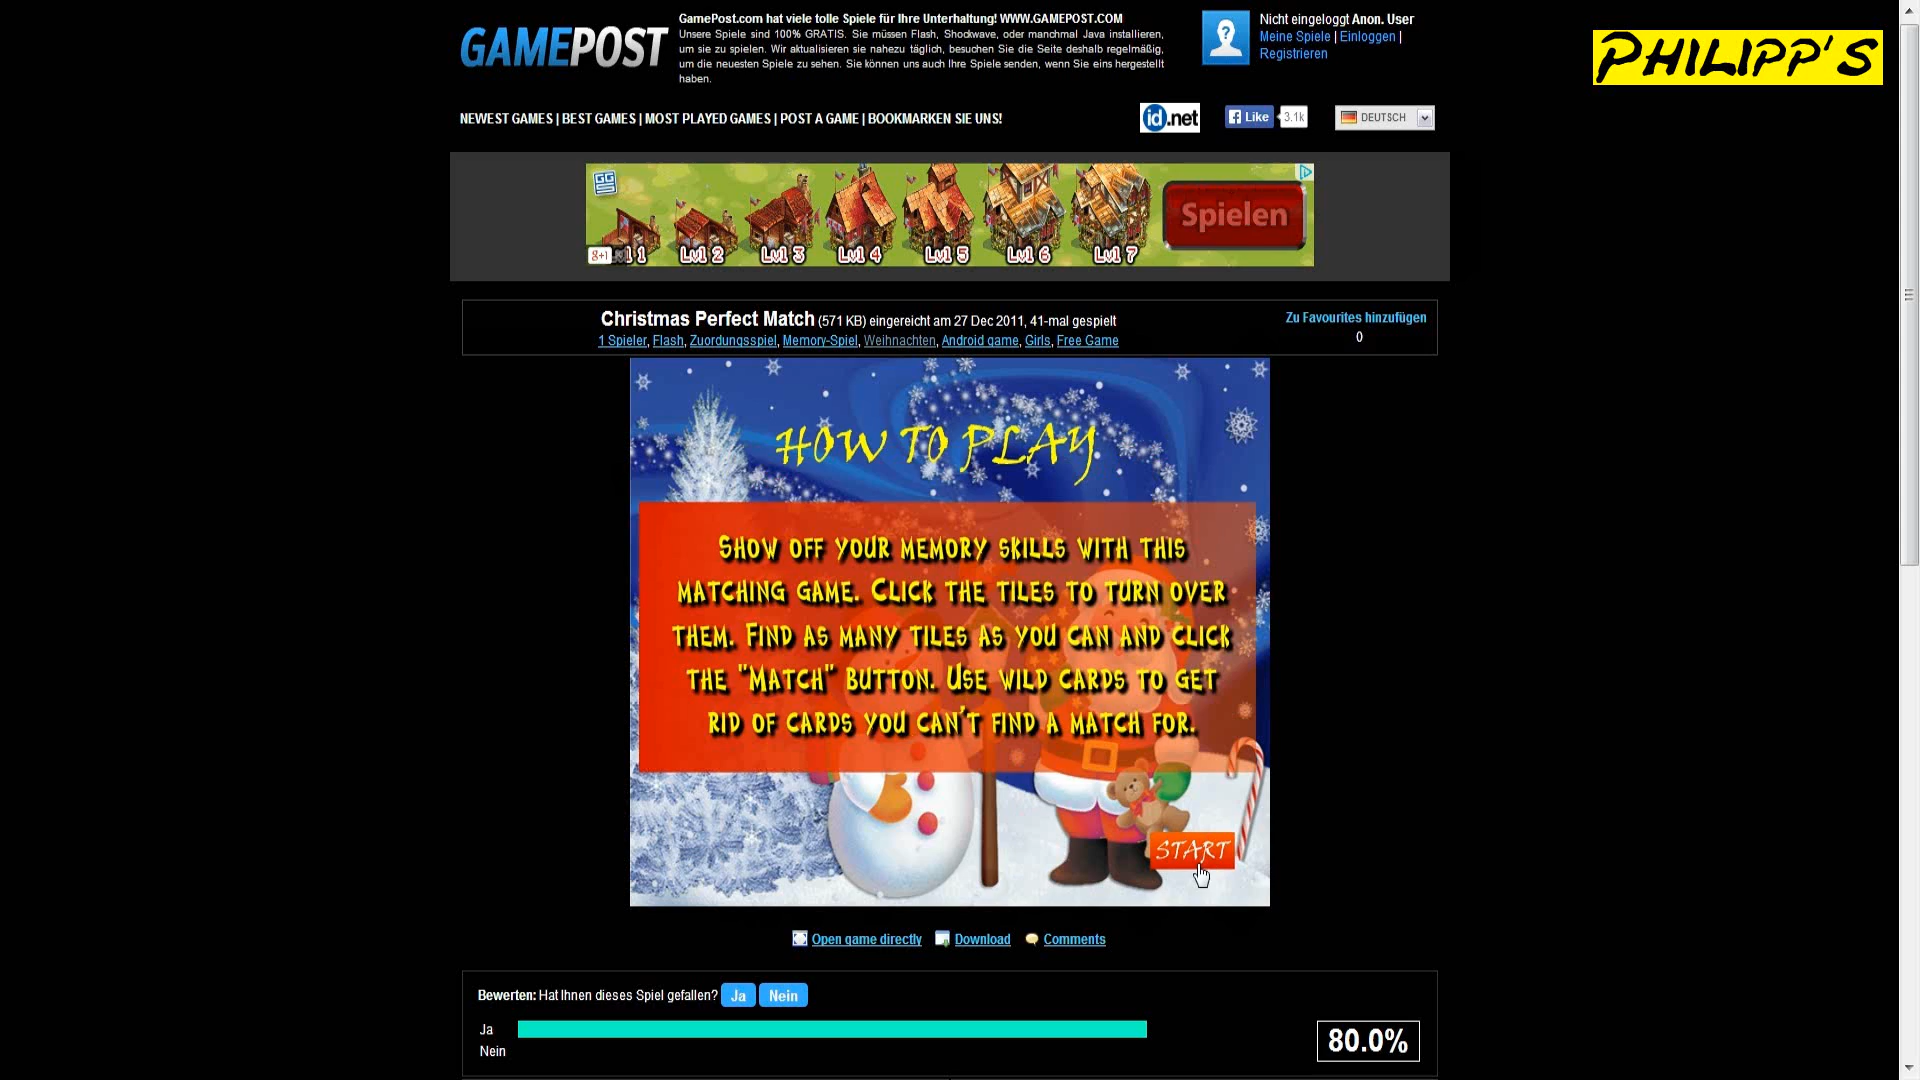 GAMEPOST
GamePost.com hat viele tolle Spiele für Ihre Unterhaltung! WWW.GAMEPOST.COM
Unsere Spiele sind 100% GRATIS. Sie müssen Flash, Shockwave, oder manchmal Java installieren,
um sie zu spielen. Wir aktualisieren sie nahezu täglich, besuchen Sie die Seite deshalb regelmäßig,
um die neuesten Spiele zu sehen. Sie können uns auch Ihre Spiele senden, wenn Sie eins hergestellt
haben.
Nicht eingeloggt Anon. User
Meine Spiele | Einloggen |
Registrieren
PHILIPP'S
NEWEST GAMES | BEST GAMES | MOST PLAYED GAMES | POST A GAME | BOOKMARKEN SIE UNS!
id.net
Like
3.1k
DEUTSCH
GGS
Spielen
g+1
1
Lvl 2
Lvl 3
Lvl 4
Lvl 5
Lvl 6
Lvl 7
Christmas Perfect Match (571 KB) eingereicht am 27 Dec 2011, 41-mal gespielt
1 Spieler, Flash, Zuordungsspiel, Memory-Spiel, Weihnachten, Android game, Girls, Free Game
Zu Favourites hinzufügen
0
HOW TO PLAY
SHOW OFF YOUR MEMORY SKILLS WITH THIS
MATCHING GAME. CLICK THE TILES TO TURN OVER
THEM. FIND AS MANY TILES AS YOU CAN AND CLICK
THE "MATCH" BUTTON. USE WILD CARDS TO GET
RID OF CARDS YOU CAN'T FIND A MATCH FOR.
START
Open game directly
Download
Comments
Bewerten: Hat Ihnen dieses Spiel gefallen? Ja Nein
Ja
Nein
80.0%